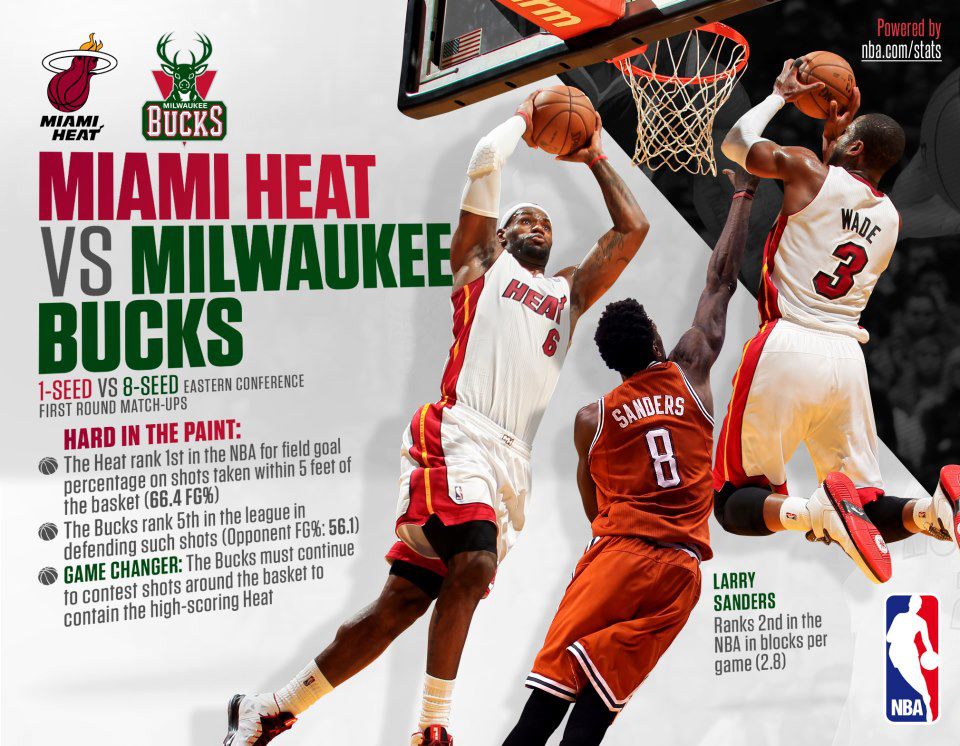 Powered by
nba.com/stats
MIAMI
HEAT
MILWAUKEE
BUCKS
MIAMI HEAT
VS MILWAUKEE
BUCKS
1-SEED VS 8-SEED EASTERN CONFERENCE
FIRST ROUND MATCH-UPS
HARD IN THE PAINT:
The Heat rank 1st in the NBA for field goal
percentage on shots taken within 5 feet of
the basket (66.4 FG%)
The Bucks rank 5th in the league in
defending such shots (Opponent FG%: 56.1)
GAME CHANGER: The Bucks must continue
to contest shots around the basket to
contain the high-scoring Heat
HEAT
6
SANDERS
8
WADE
3
LARRY
SANDERS
Ranks 2nd in the
NBA in blocks per
game (2.8)
NBA